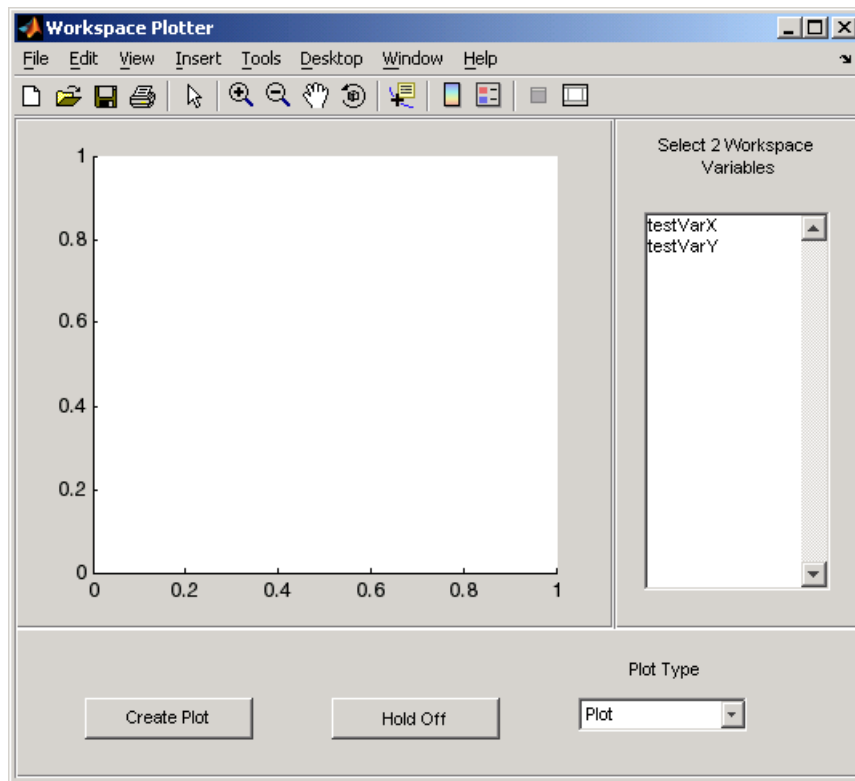 Workspace Plotter
File Edit View Insert Tools Desktop Window Help
Select 2 Workspace
Variables
testVarX
testVarY
1
0.8
0.6
0.4
0.2
0
0 0.2 0.4 0.6 0.8 1
Plot Type
Create Plot
Hold Off
Plot